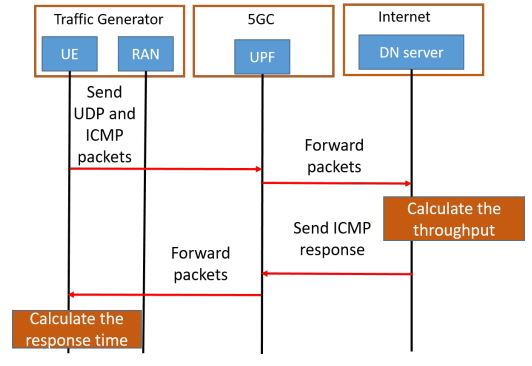 Traffic Generator
5GC
Internet
UE
RAN
UPF
DN server
Send
UDP and
ICMP
packets
Forward
packets
Calculate the
throughput
Send ICMP
response
Forward
packets
Calculate the
response time